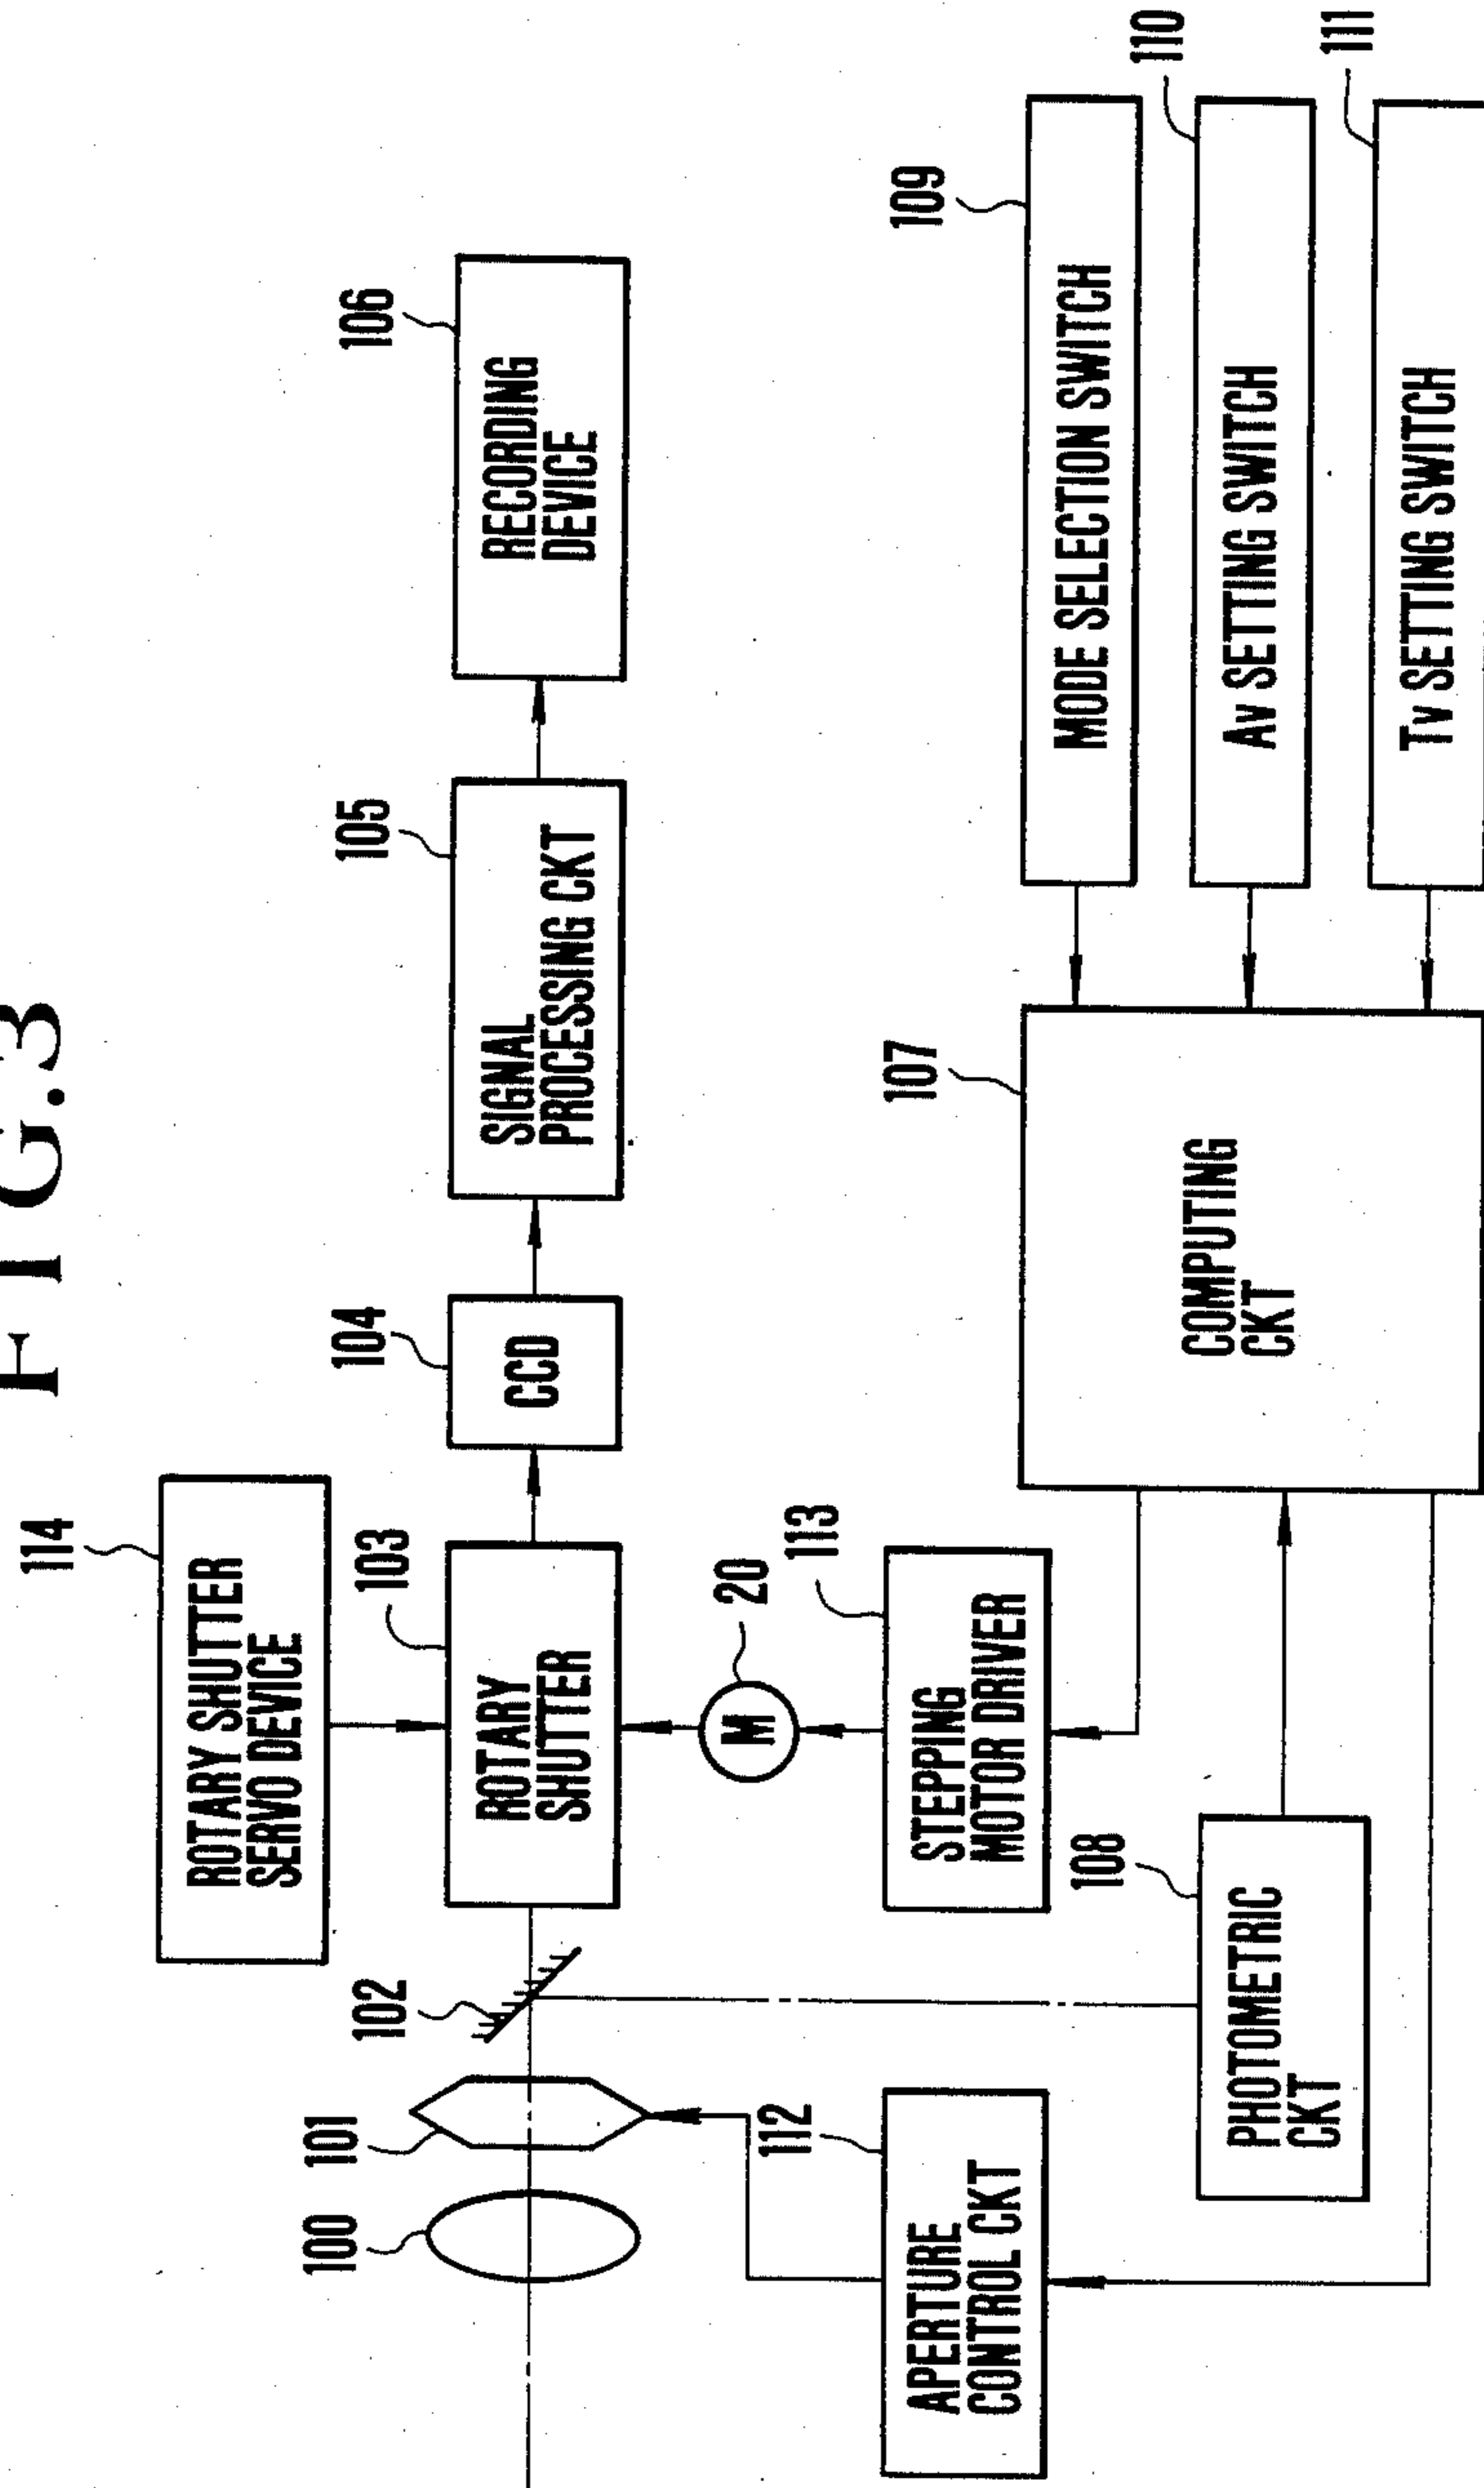 FIG.3
114
ROTARY SHUTTER
SERVO DEVICE
100
101
102
103
104
105
106
ROTARY
SHUTTER
CCD
SIGNAL
PROCESSING CKT
RECORDING
DEVICE
20
M
112
113
107
109
APERTURE
CONTROL CKT
STEPPING
MOTOR DRIVER
MODE SELECTION SWITCH
108
110
PHOTOMETRIC
CKT
COMPUTING
CKT
Av SETTING SWITCH
111
Tv SETTING SWITCH